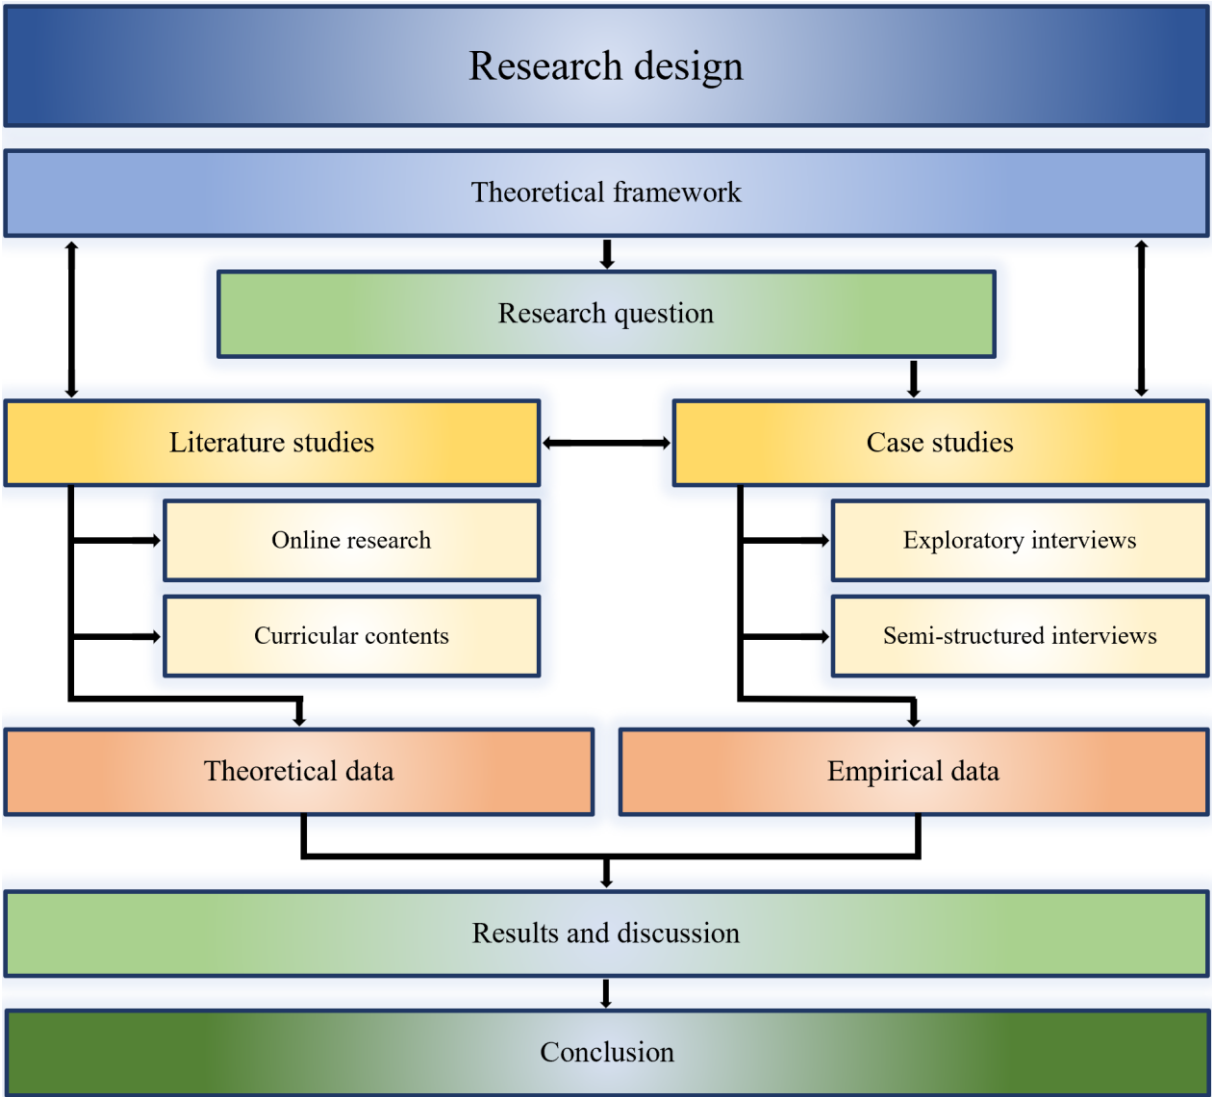 Research design
Theoretical framework
Research question
Literature studies
Case studies
Online research
Exploratory interviews
Curricular contents
Semi-structured interviews
Theoretical data
Empirical data
Results and discussion
Conclusion